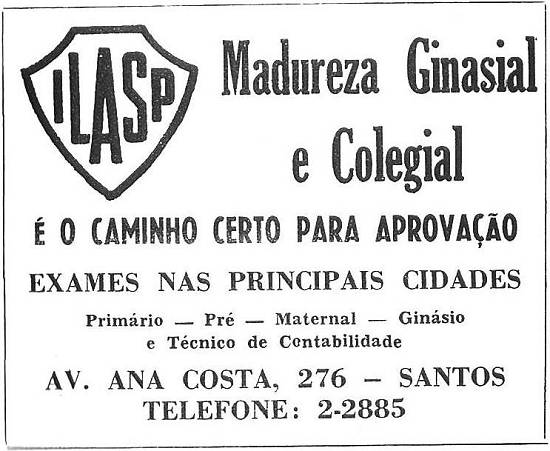 ILASP
Madureza Ginasial
e Colegial
É O CAMINHO CERTO PARA APROVAÇÃO
EXAMES NAS PRINCIPAIS CIDADES
Primário — Pré — Maternal — Ginásio
e Técnico de Contabilidade
AV. ANA COSTA, 276 – SANTOS
TELEFONE: 2-2885